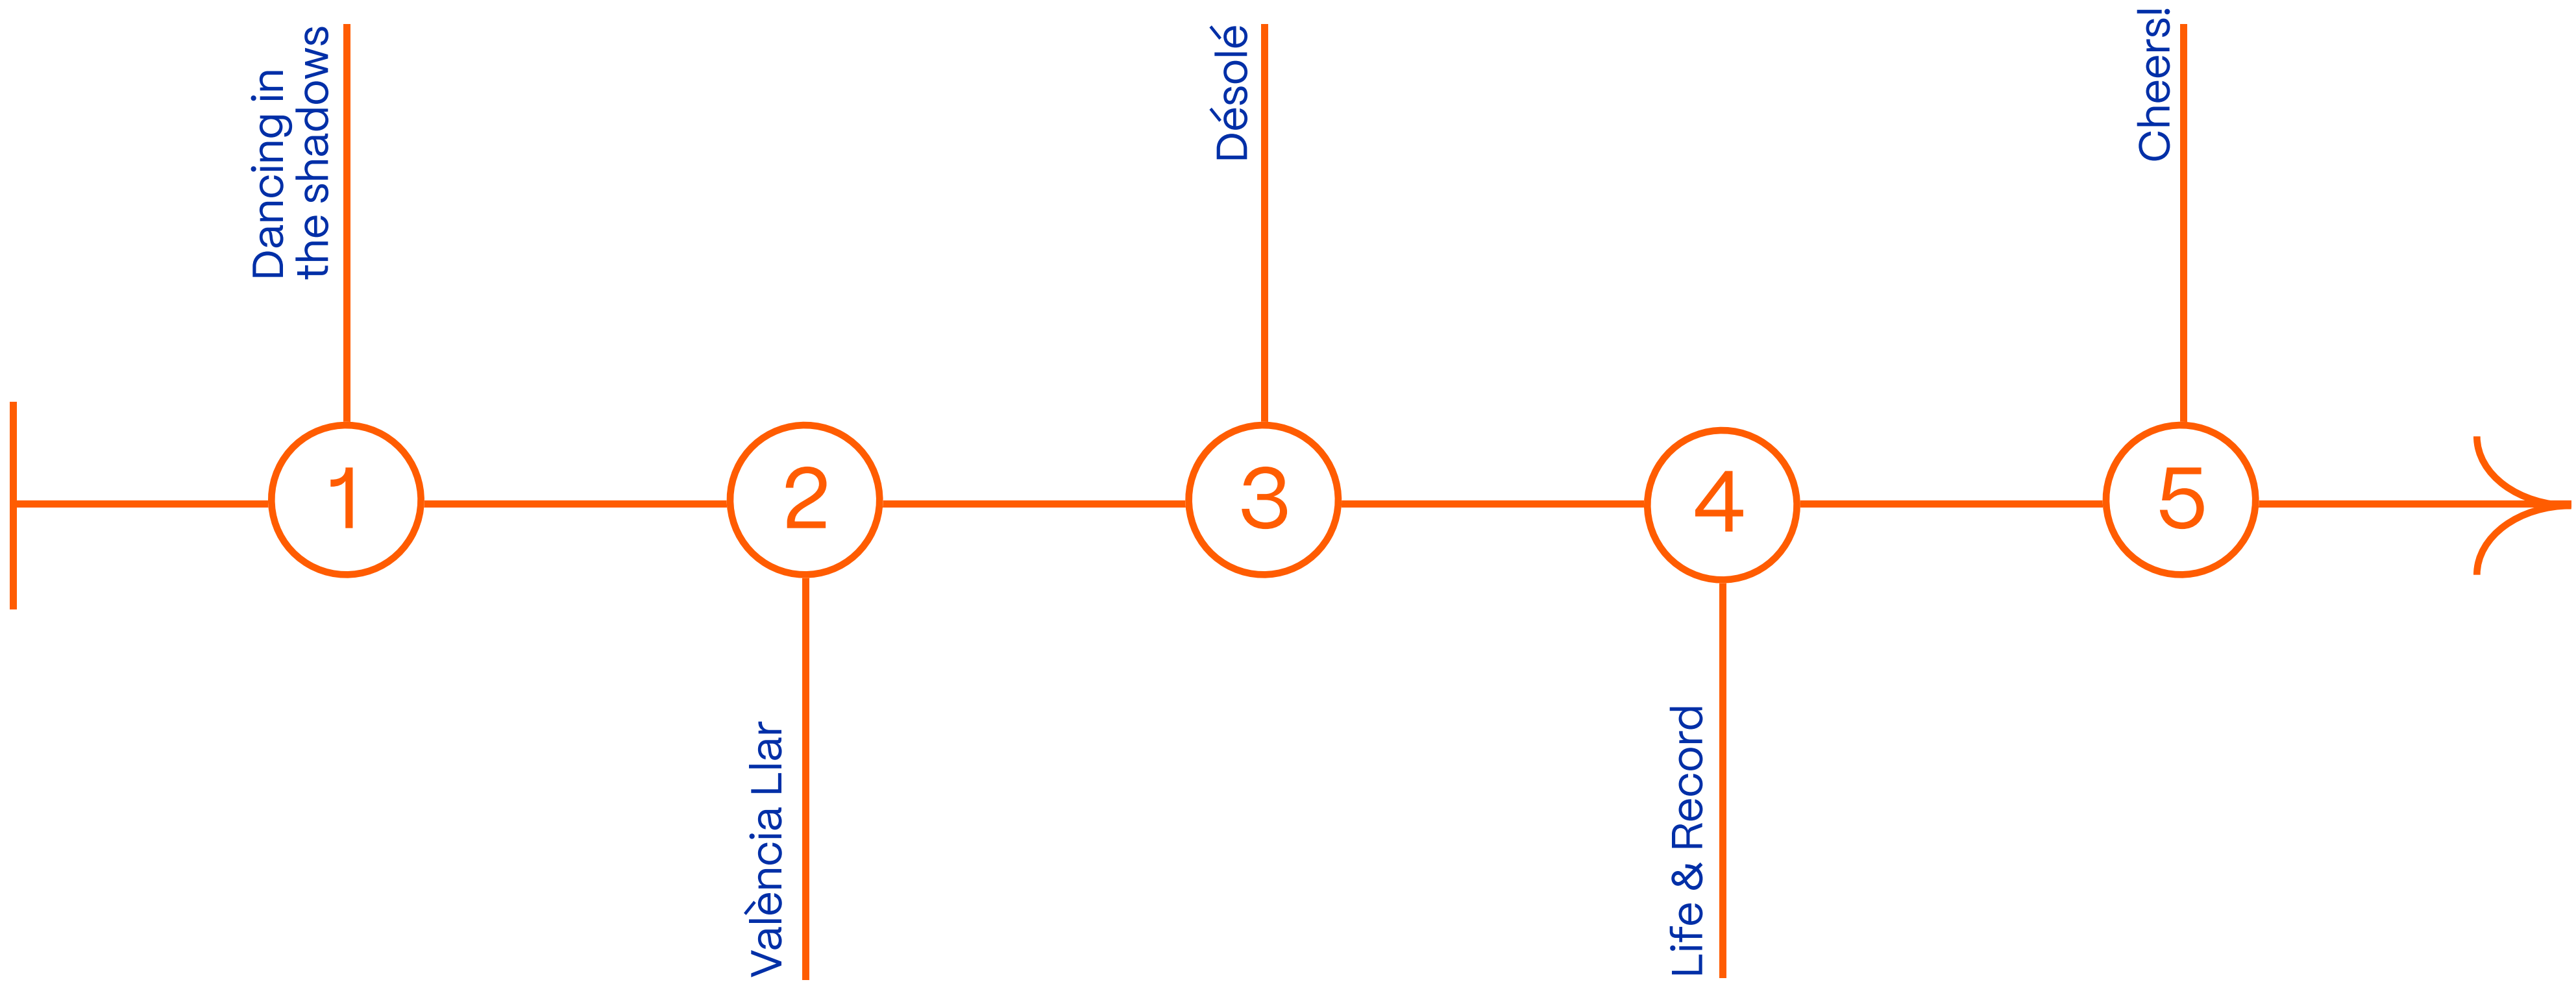 Dancing in
the shadows
1
València Llar
2
Désolé
3
Life & Record
4
Cheers!
5